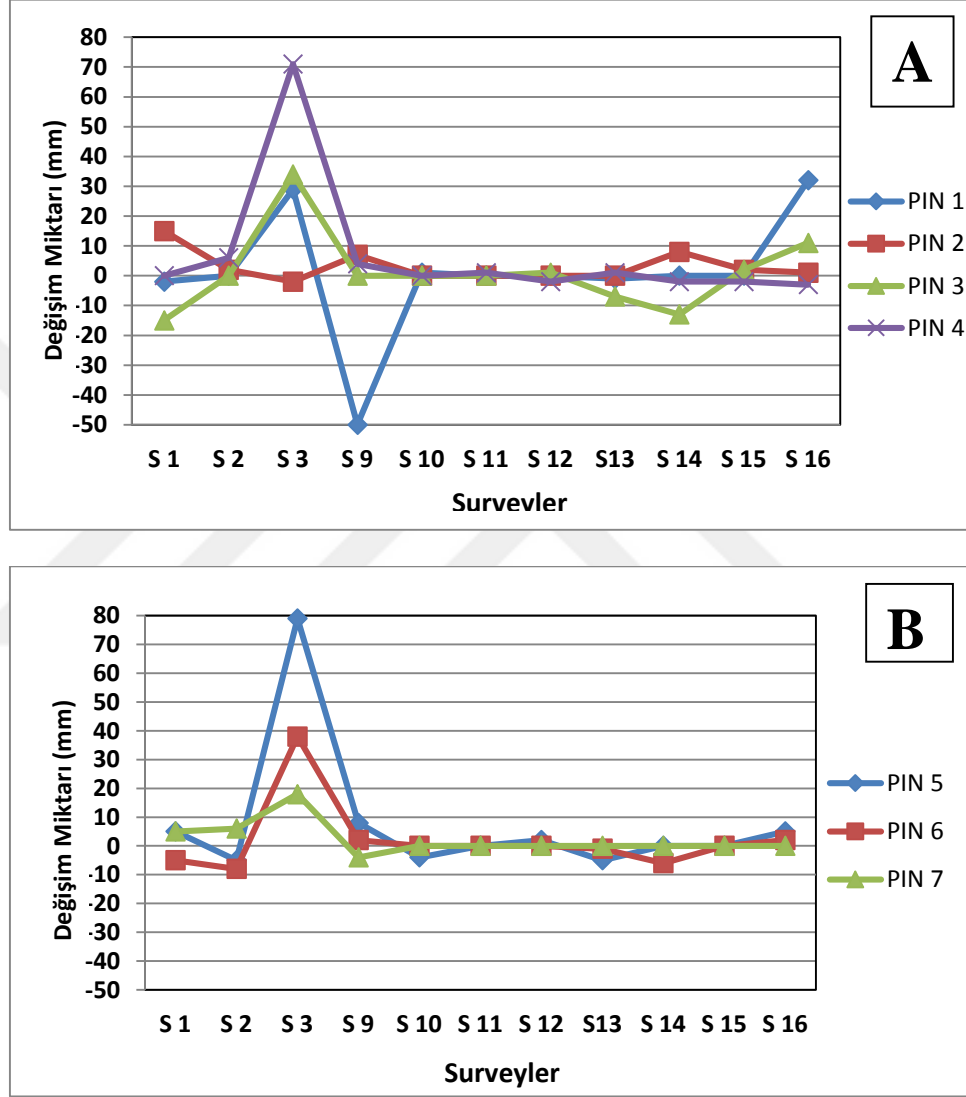 A
80
70
60
50
40
30
20
10
0
-10
-20
-30
-40
-50
Değişim Miktarı (mm)
S 1 S 2 S 3 S 9 S 10 S 11 S 12 S13 S 14 S 15 S 16
Surveyler
PIN 1
PIN 2
PIN 3
PIN 4
B
80
70
60
50
40
30
20
10
0
-10
-20
-30
-40
-50
Değişim Miktarı (mm)
S 1 S 2 S 3 S 9 S 10 S 11 S 12 S13 S 14 S 15 S 16
Surveyler
PIN 5
PIN 6
PIN 7